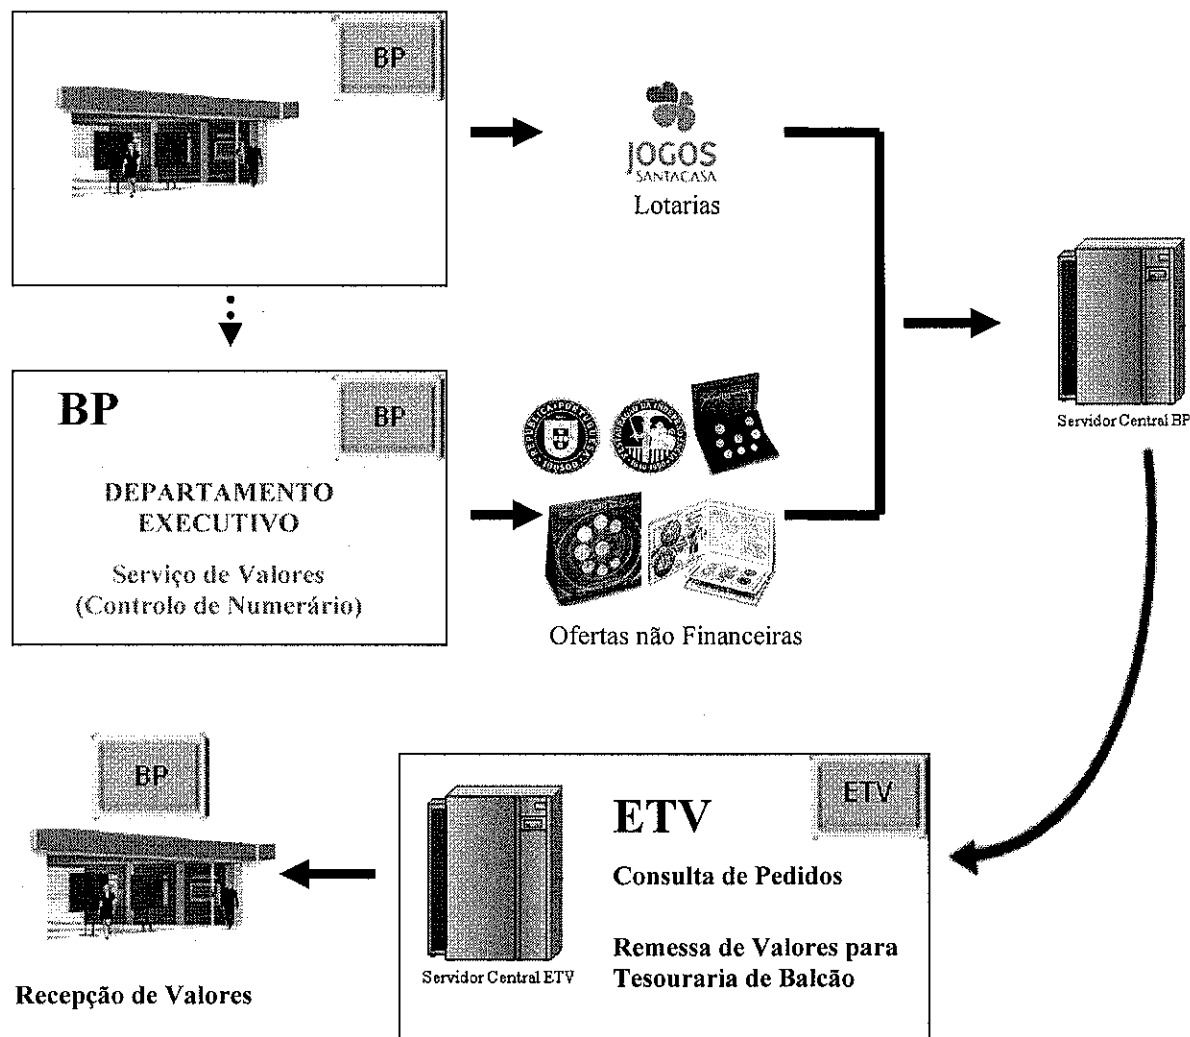 BP
JOGOS
SANTACASA
Lotarias
Servidor Central BP
BP
BP
DEPARTAMENTO
EXECUTIVO
Serviço de Valores
(Controlo de Numerário)
Ofertas não Financeiras
BP
Recepção de Valores
ETV
ETV
Consulta de Pedidos
Remessa de Valores para
Tesouraria de Balcão
Servidor Central ETV